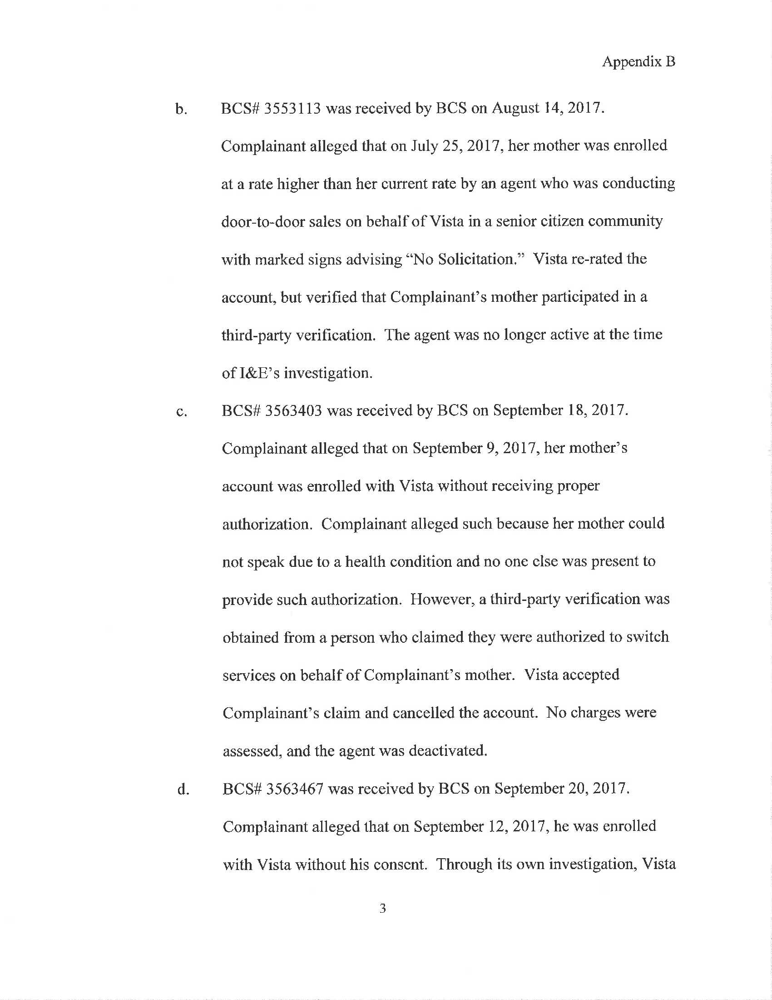 Appendix B
b. BCS# 3553113 was received by BCS on August 14, 2017.
Complainant alleged that on July 25, 2017, her mother was enrolled
at a rate higher than her current rate by an agent who was conducting
door-to-door sales on behalf of Vista in a senior citizen community
with marked signs advising “No Solicitation.” Vista re-rated the
account, but verified that Complainant’s mother participated in a
third-party verification. The agent was no longer active at the time
of I&E’s investigation.
c. BCS# 3563403 was received by BCS on September 18, 2017.
Complainant alleged that on September 9, 2017, her mother’s
account was enrolled with Vista without receiving proper
authorization. Complainant alleged such because her mother could
not speak due to a health condition and no one else was present to
provide such authorization. However, a third-party verification was
obtained from a person who claimed they were authorized to switch
services on behalf of Complainant’s mother. Vista accepted
Complainant’s claim and cancelled the account. No charges were
assessed, and the agent was deactivated.
d. BCS# 3563467 was received by BCS on September 20, 2017.
Complainant alleged that on September 12, 2017, he was enrolled
with Vista without his consent. Through its own investigation, Vista
3